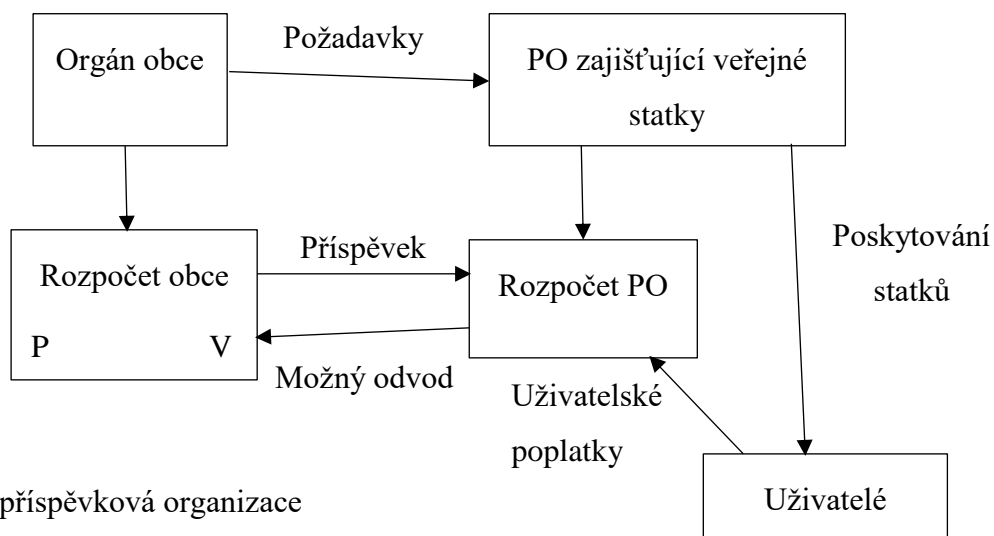 Požadavky
Orgán obce
PO zajišťující veřejné
statky
Příspěvek
Poskytování
statků
Rozpočet obce
P V
Rozpočet PO
Možný odvod
Uživatelské
poplatky
příspěvková organizace
Uživatelé